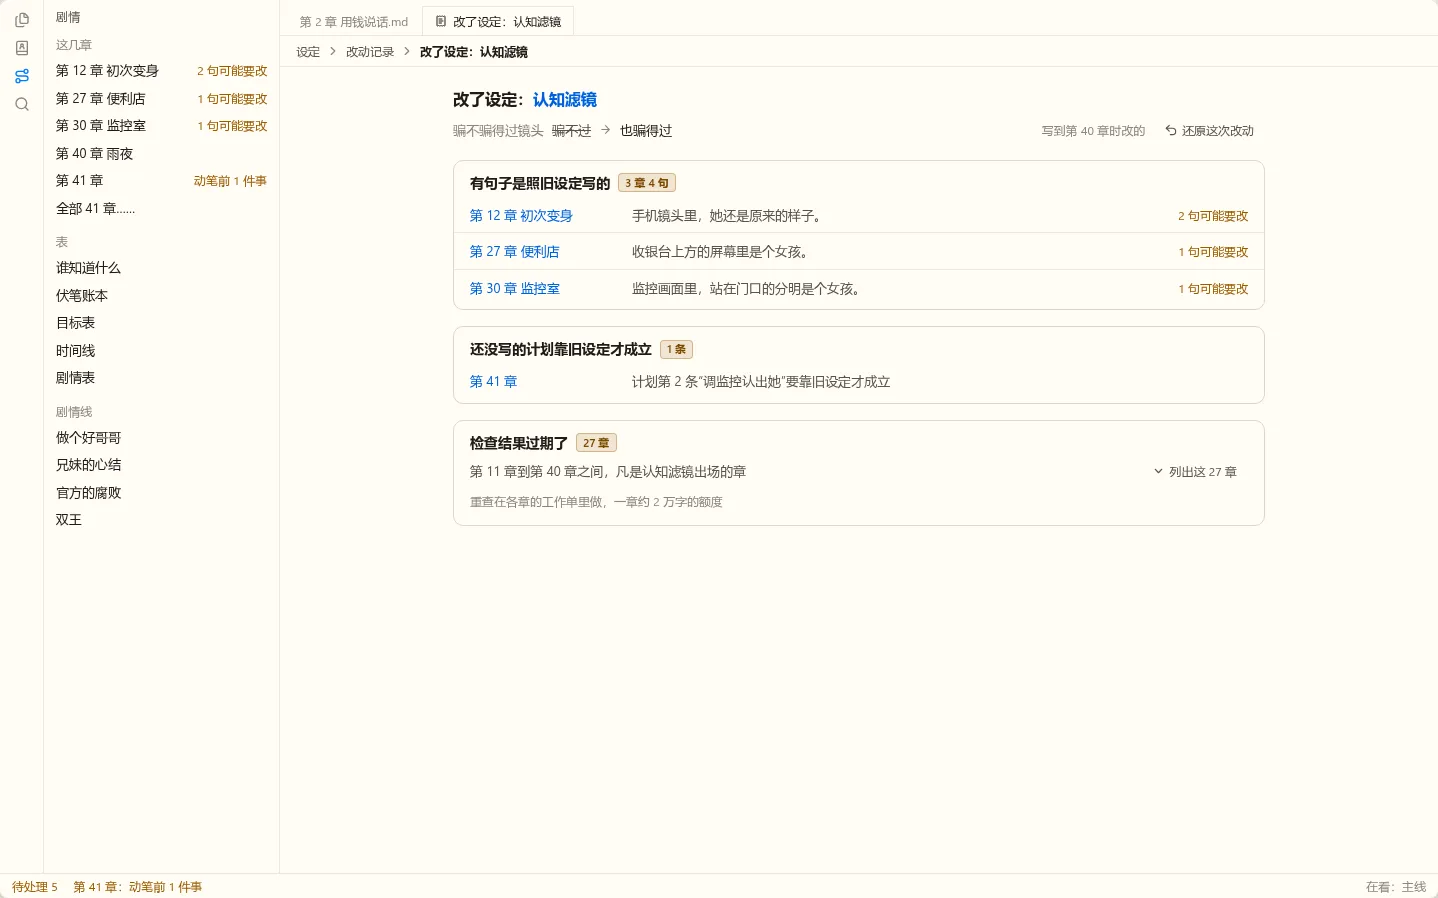 剧情
这几章
第 12 章 初次变身 2 句可能要改
第 27 章 便利店 1 句可能要改
第 30 章 监控室 1 句可能要改
第 40 章 雨夜
第 41 章 动笔前 1 件事
全部 41 章……
表
谁知道什么
伏笔账本
目标表
时间线
剧情表
剧情线
做个好哥哥
兄妹的心结
官方的腐败
双王
第 2 章 用钱说话.md 改了设定：认知滤镜
设定 > 改动记录 > 改了设定：认知滤镜
改了设定：认知滤镜
骗不骗得过镜头 骗不过 → 也骗得过 写到第 40 章时改的 还原这次改动
有句子是照旧设定写的 3 章 4 句
第 12 章 初次变身 手机镜头里，她还是原来的样子。 2 句可能要改
第 27 章 便利店 收银台上方的屏幕里是个女孩。 1 句可能要改
第 30 章 监控室 监控画面里，站在门口的分明是个女孩。 1 句可能要改
还没写的计划靠旧设定才成立 1 条
第 41 章 计划第 2 条“调监控认出她”要靠旧设定才成立
检查结果过期了 27 章
第 11 章到第 40 章之间，凡是认知滤镜出场的章 列出这 27 章
重查在各章的工作单里做，一章约 2 万字的额度
待处理 5 第 41 章：动笔前 1 件事 在看：主线